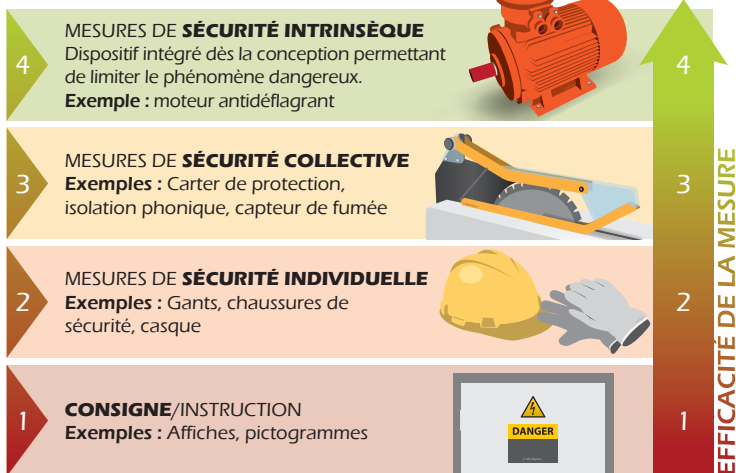 4
MESURES DE SÉCURITÉ INTRINSÈQUE
Dispositif intégré dès la conception permettant
de limiter le phénomène dangereux.
Exemple : moteur antidéflagrant
4
3
MESURES DE SÉCURITÉ COLLECTIVE
Exemples : Carter de protection,
isolation phonique, capteur de fumée
3
2
MESURES DE SÉCURITÉ INDIVIDUELLE
Exemples : Gants, chaussures de
sécurité, casque
2
1
CONSIGNE/INSTRUCTION
Exemples : Affiches, pictogrammes
DANGER
1
EFFICACITÉ DE LA MESURE